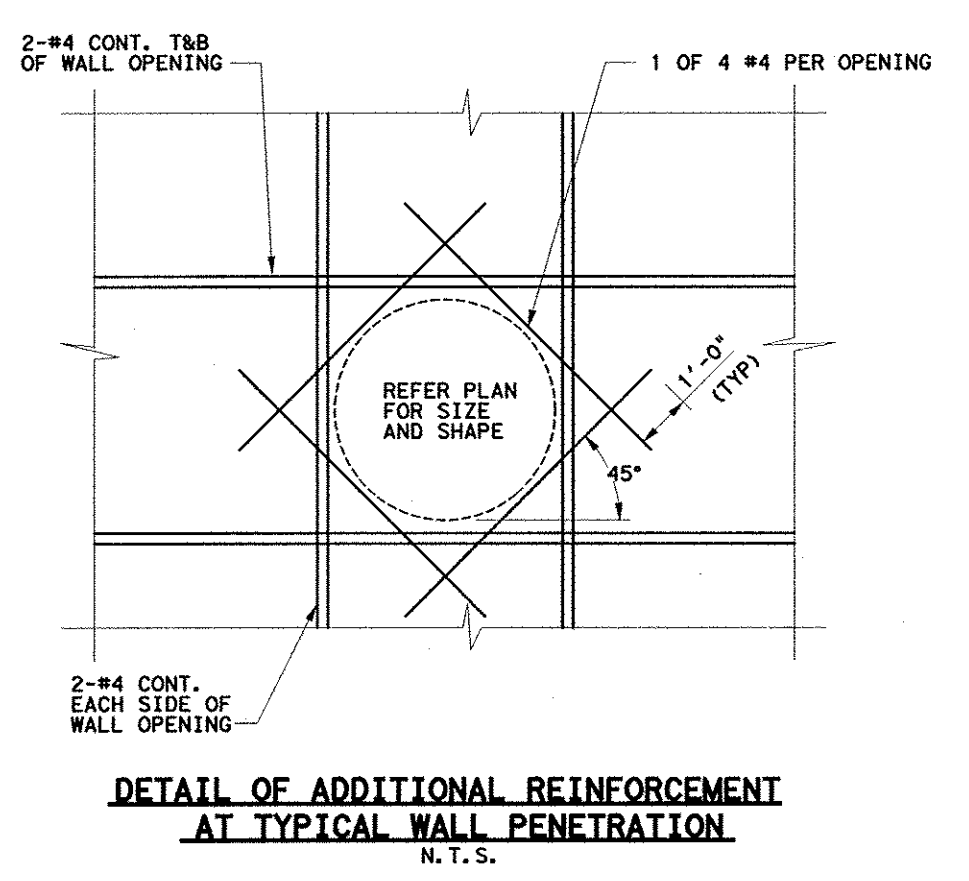 2-#4 CONT. T&B
OF WALL OPENING
1 OF 4 #4 PER OPENING
1'-0"
(TYP)
REFER PLAN
FOR SIZE
AND SHAPE
45°
2-#4 CONT.
EACH SIDE OF
WALL OPENING
DETAIL OF ADDITIONAL REINFORCEMENT
AT TYPICAL WALL PENETRATION
N.T.S.